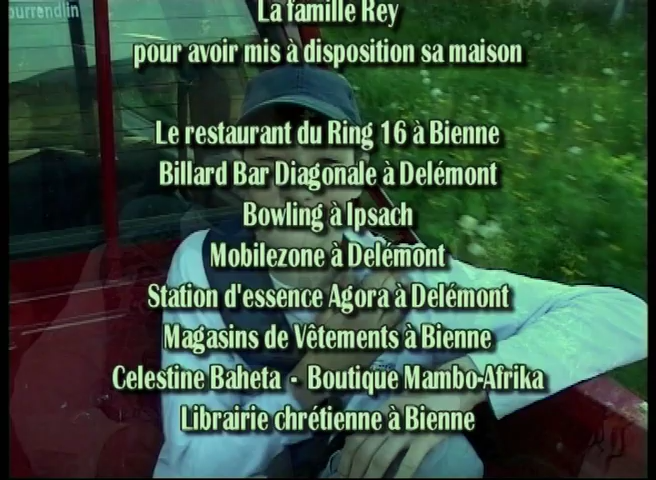 La famille Rey
pour avoir mis à disposition sa maison
Le restaurant du Ring 16 à Bienne
Billard Bar Diagonale à Delémont
Bowling à Ipsach
Mobilezone à Delémont
Station d'essence Agora à Delémont
Magasins de Vêtements à Bienne
Celestine Baheta - Boutique Mambo-Afrika
Librairie chrétienne à Bienne